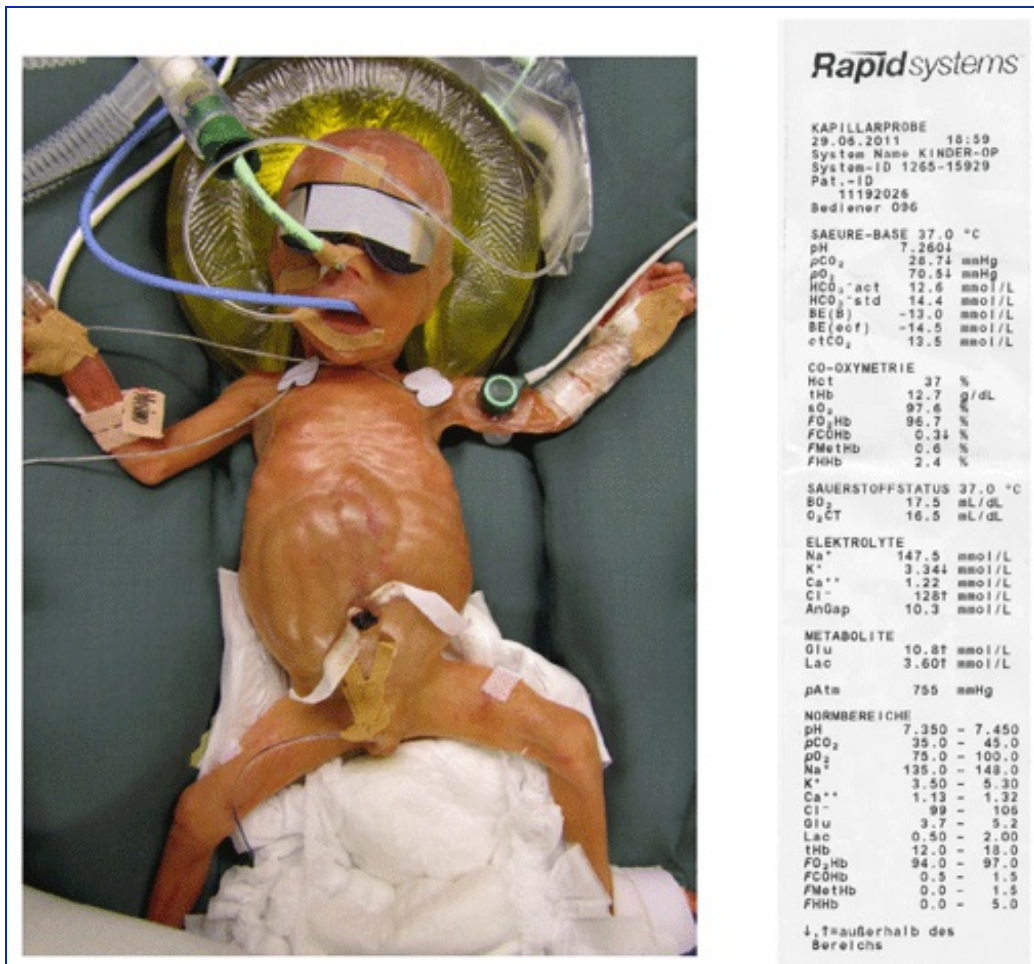 Rapidsystems
KAPILLARPROBE
29.06.2011 18:59
System Name KINDER-OP
System-ID 1265-15929
Pat.-ID
11192026
Bediener 096
SAEURE-BASE 37.0 °C
pH 7.260↓
pCO₂ 28.7↓ mmHg
pO₂ 70.5↓ mmHg
HCO₃⁻act 12.6 mmol/L
HCO₃⁻std 14.4 mmol/L
BE(B) -13.0 mmol/L
BE(ecf) -14.5 mmol/L
ctCO₂ 13.5 mmol/L
CO-OXYMETRIE
Hct 37 %
tHb 12.7 g/dL
sO₂ 97.6 %
FO₂Hb 96.7 %
FCOHb 0.3↓ %
FMetHb 0.6 %
FHHb 2.4 %
SAUERSTOFFSTATUS 37.0 °C
BO₂ 17.5 mL/dL
O₂CT 16.5 mL/dL
ELEKTROLYTE
Na⁺ 147.5 mmol/L
K⁺ 3.34↓ mmol/L
Ca⁺⁺ 1.22 mmol/L
Cl⁻ 128↑ mmol/L
AnGap 10.3 mmol/L
METABOLITE
Glu 10.8↑ mmol/L
Lac 3.60↑ mmol/L
pAtm 755 mmHg
NORMBEREICHE
pH 7.350 - 7.450
pCO₂ 35.0 - 45.0
pO₂ 75.0 - 100.0
Na⁺ 135.0 - 148.0
K⁺ 3.50 - 5.30
Ca⁺⁺ 1.13 - 1.32
Cl⁻ 99 - 106
Glu 3.7 - 5.2
Lac 0.50 - 2.00
tHb 12.0 - 18.0
FO₂Hb 94.0 - 97.0
FCOHb 0.5 - 1.5
FMetHb 0.0 - 1.5
FHHb 0.0 - 5.0
↓,↑=außerhalb des
Bereichs